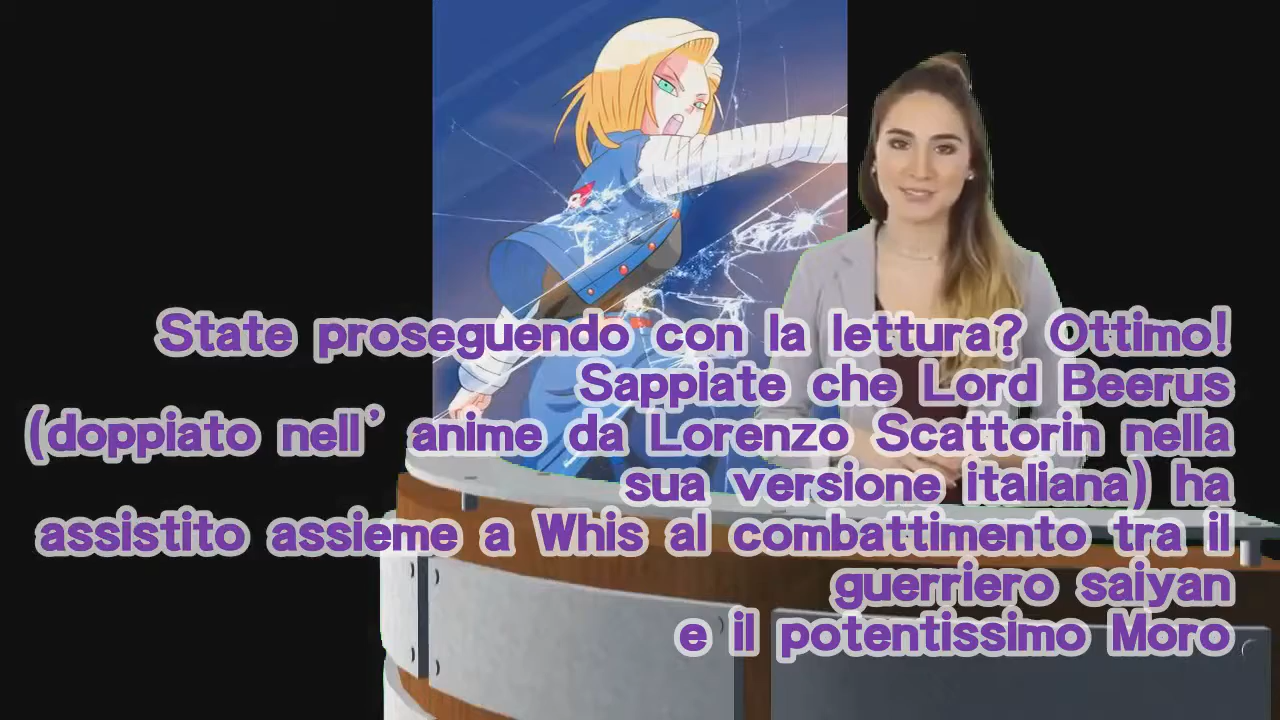 State proseguendo con la lettura? Ottimo!
Sappiate che Lord Beerus
(doppiato nell’anime da Lorenzo Scattorin nella
sua versione italiana) ha
assistito assieme a Whis al combattimento tra il
guerriero saiyan
e il potentissimo Moro